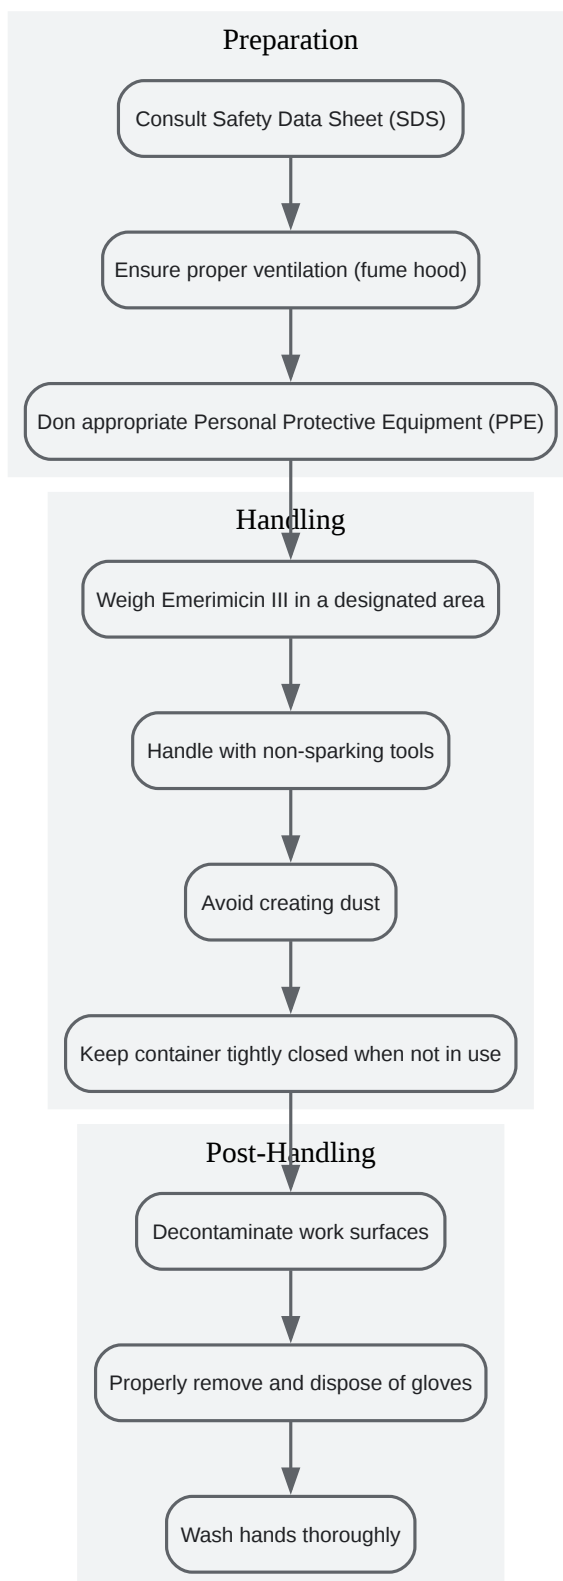 Preparation
Consult Safety Data Sheet (SDS)
Ensure proper ventilation (fume hood)
Don appropriate Personal Protective Equipment (PPE)
Handling
Weigh Emerimicin III in a designated area
Handle with non-sparking tools
Avoid creating dust
Keep container tightly closed when not in use
Post-Handling
Decontaminate work surfaces
Properly remove and dispose of gloves
Wash hands thoroughly